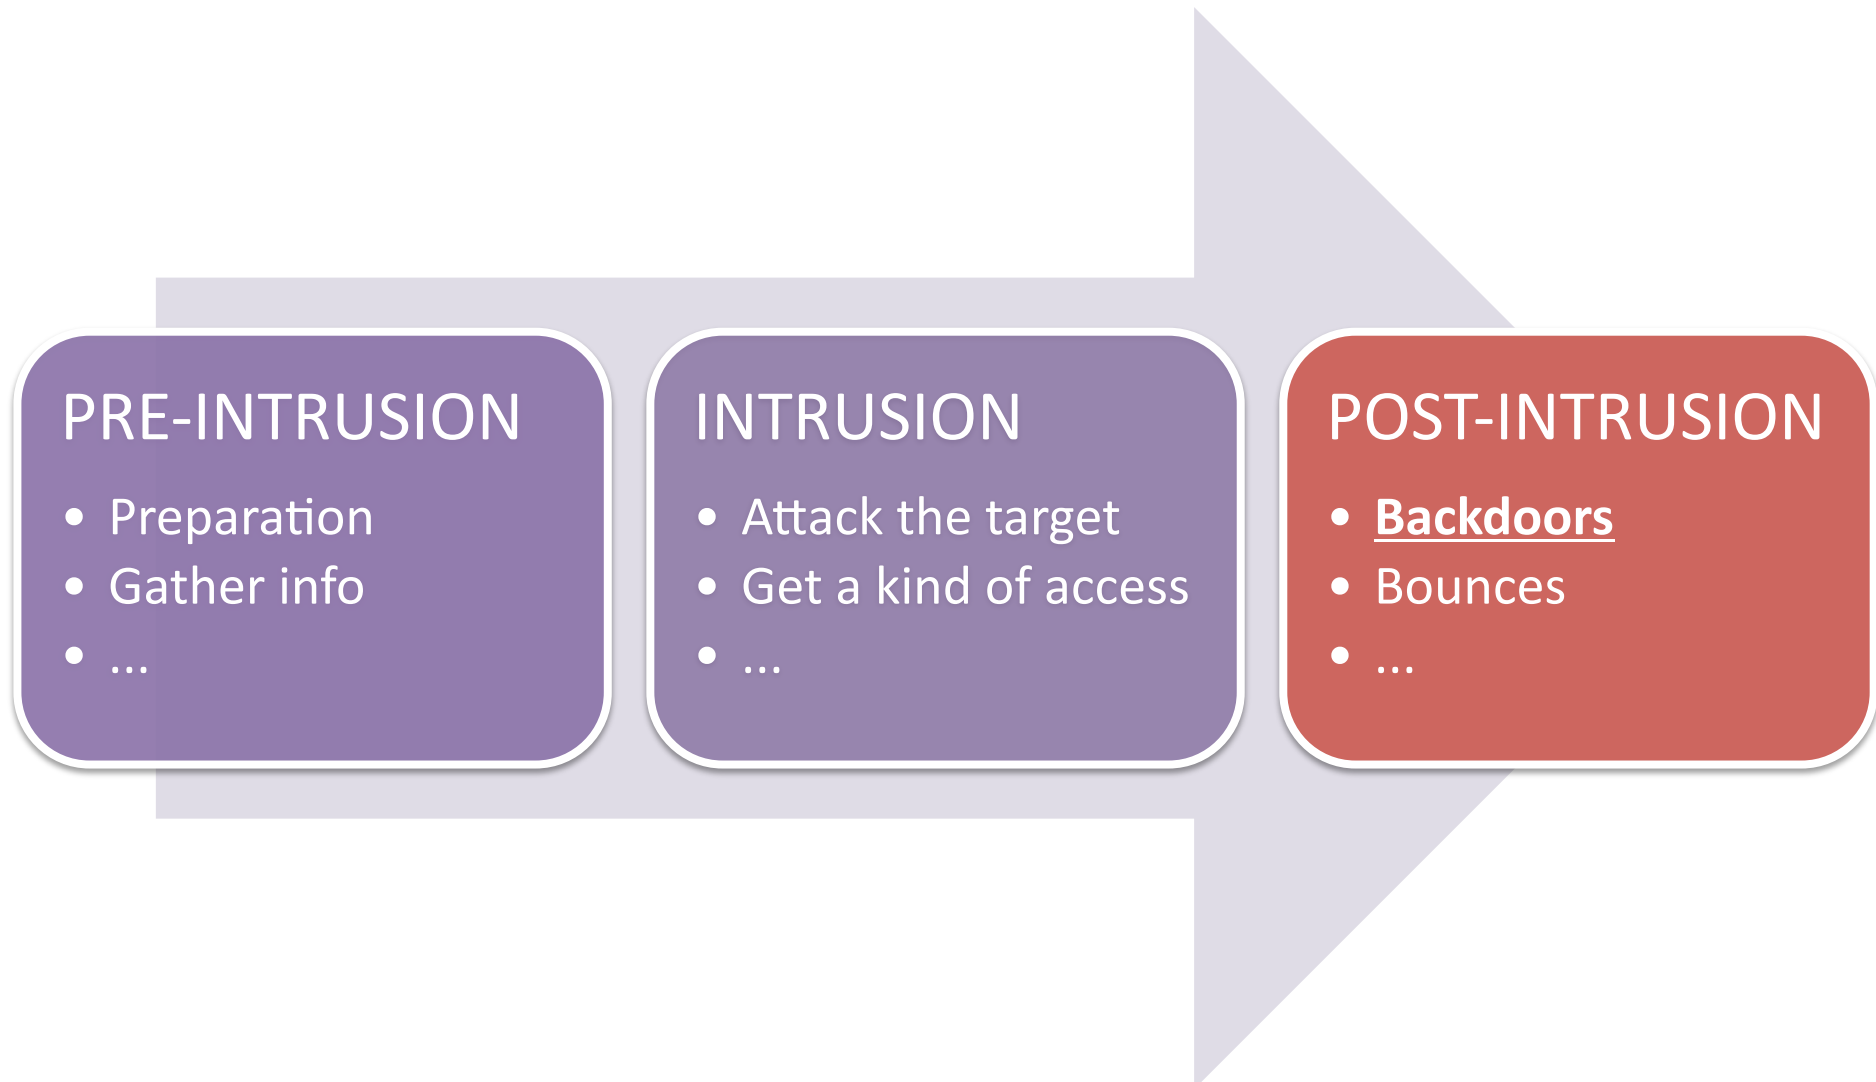 PRE-INTRUSION
• Preparation
• Gather info
• ...
INTRUSION
• Attack the target
• Get a kind of access
• ...
POST-INTRUSION
• Backdoors
• Bounces
• ...